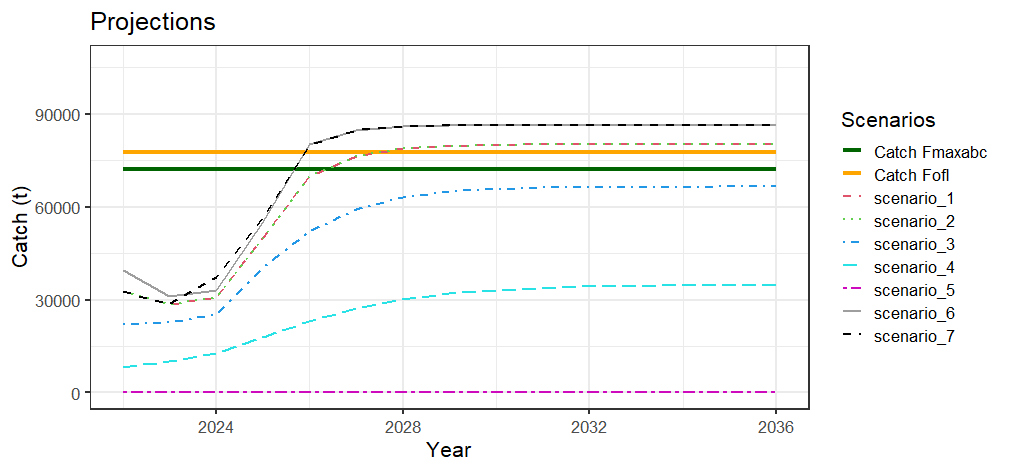 Projections
Catch (t)
90000
60000
30000
0
2024
2028
2032
2036
Year
Scenarios
Catch Fmaxabc
Catch Fofl
scenario_1
scenario_2
scenario_3
scenario_4
scenario_5
scenario_6
scenario_7